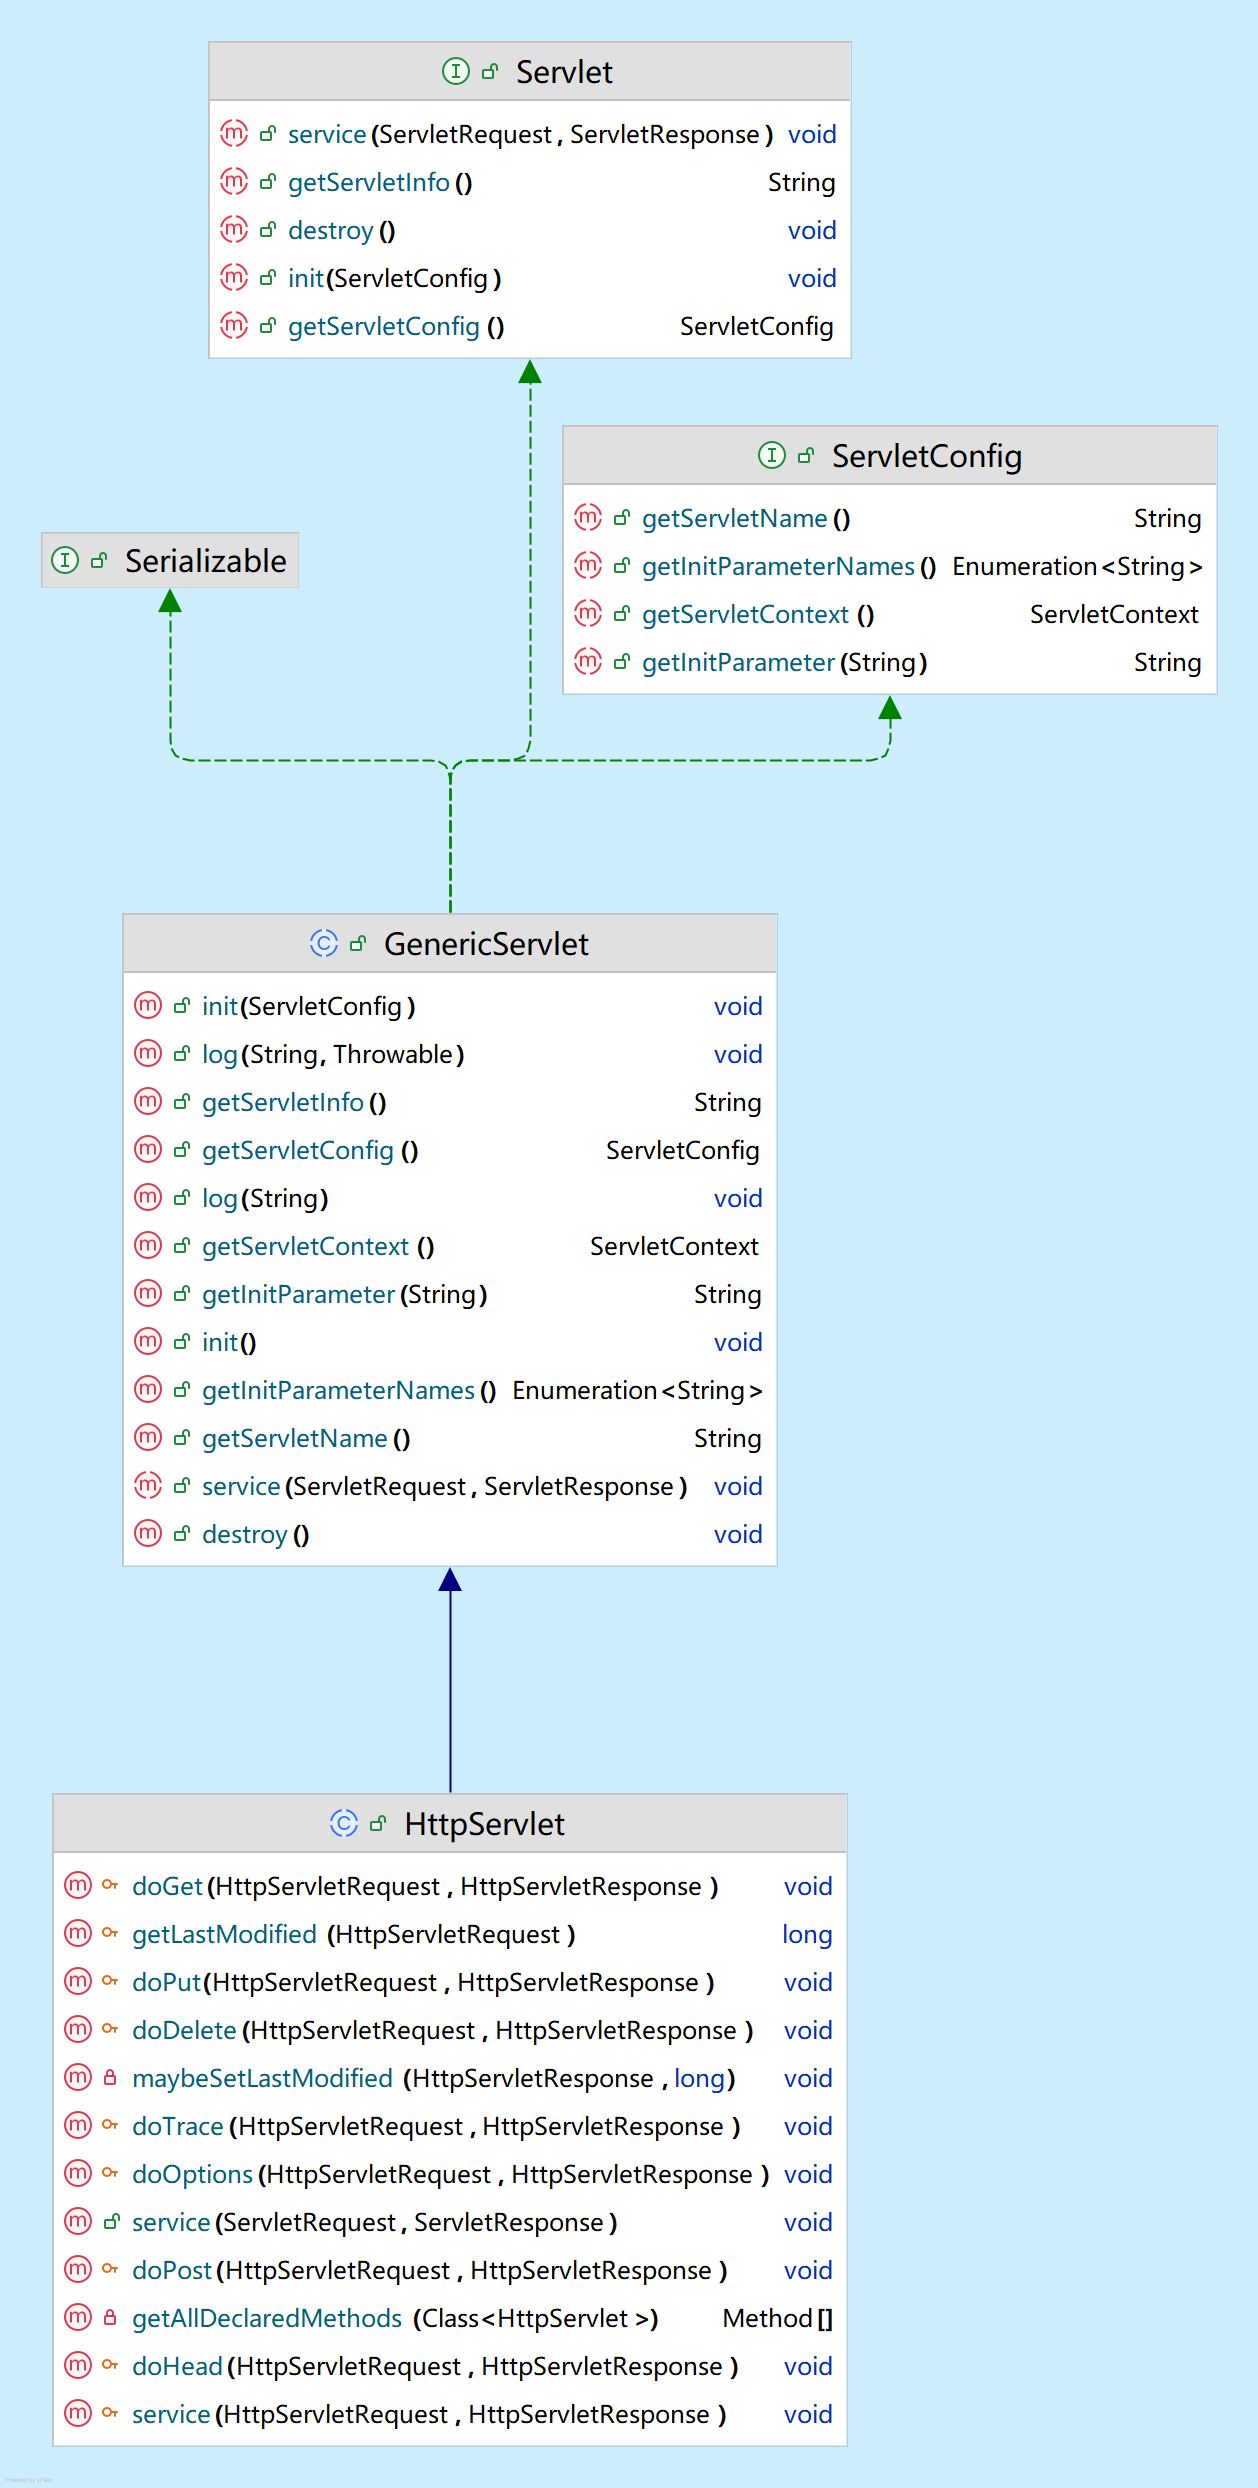 Servlet
service(ServletRequest, ServletResponse) void
getServletInfo() String
destroy() void
init(ServletConfig) void
getServletConfig() ServletConfig
ServletConfig
getServletName() String
getInitParameterNames() Enumeration<String>
getServletContext() ServletContext
getInitParameter(String) String
Serializable
GenericServlet
init(ServletConfig) void
log(String, Throwable) void
getServletInfo() String
getServletConfig() ServletConfig
log(String) void
getServletContext() ServletContext
getInitParameter(String) String
init() void
getInitParameterNames() Enumeration<String>
getServletName() String
service(ServletRequest, ServletResponse) void
destroy() void
HttpServlet
doGet(HttpServletRequest, HttpServletResponse) void
getLastModified(HttpServletRequest) long
doPut(HttpServletRequest, HttpServletResponse) void
doDelete(HttpServletRequest, HttpServletResponse) void
maybeSetLastModified(HttpServletResponse, long) void
doTrace(HttpServletRequest, HttpServletResponse) void
doOptions(HttpServletRequest, HttpServletResponse) void
service(ServletRequest, ServletResponse) void
doPost(HttpServletRequest, HttpServletResponse) void
getAllDeclaredMethods(Class<HttpServlet>) Method[]
doHead(HttpServletRequest, HttpServletResponse) void
service(HttpServletRequest, HttpServletResponse) void
Powered by yFiles